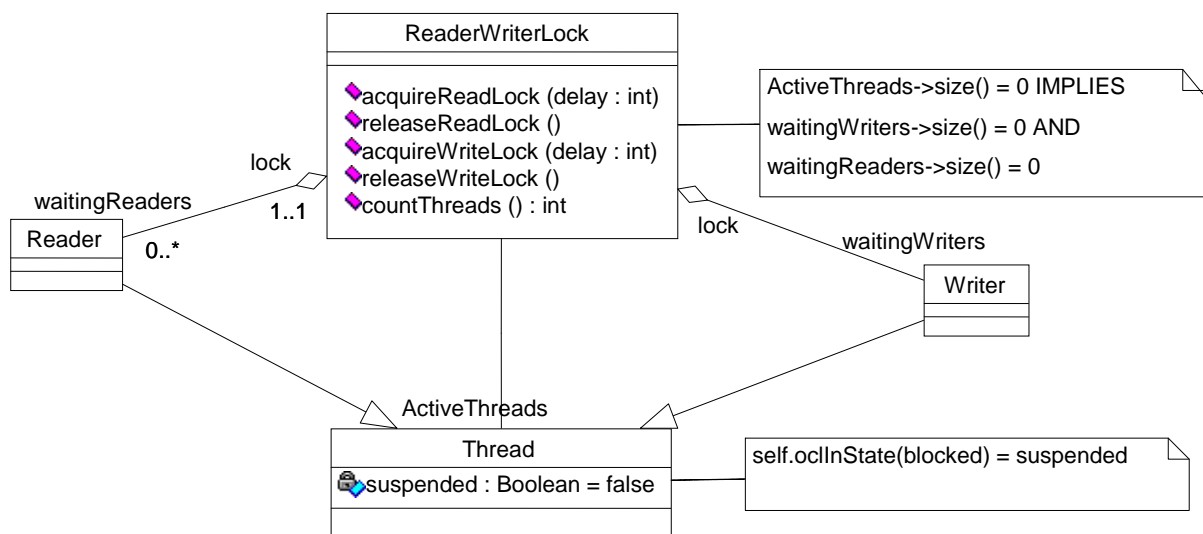 ReaderWriterLock
acquireReadLock (delay : int)
releaseReadLock ()
acquireWriteLock (delay : int)
releaseWriteLock ()
countThreads () : int
ActiveThreads->size() = 0 IMPLIES
waitingWriters->size() = 0 AND
waitingReaders->size() = 0
lock
1..1
waitingReaders
0..*
Reader
lock
waitingWriters
Writer
ActiveThreads
Thread
suspended : Boolean = false
self.oclInState(blocked) = suspended